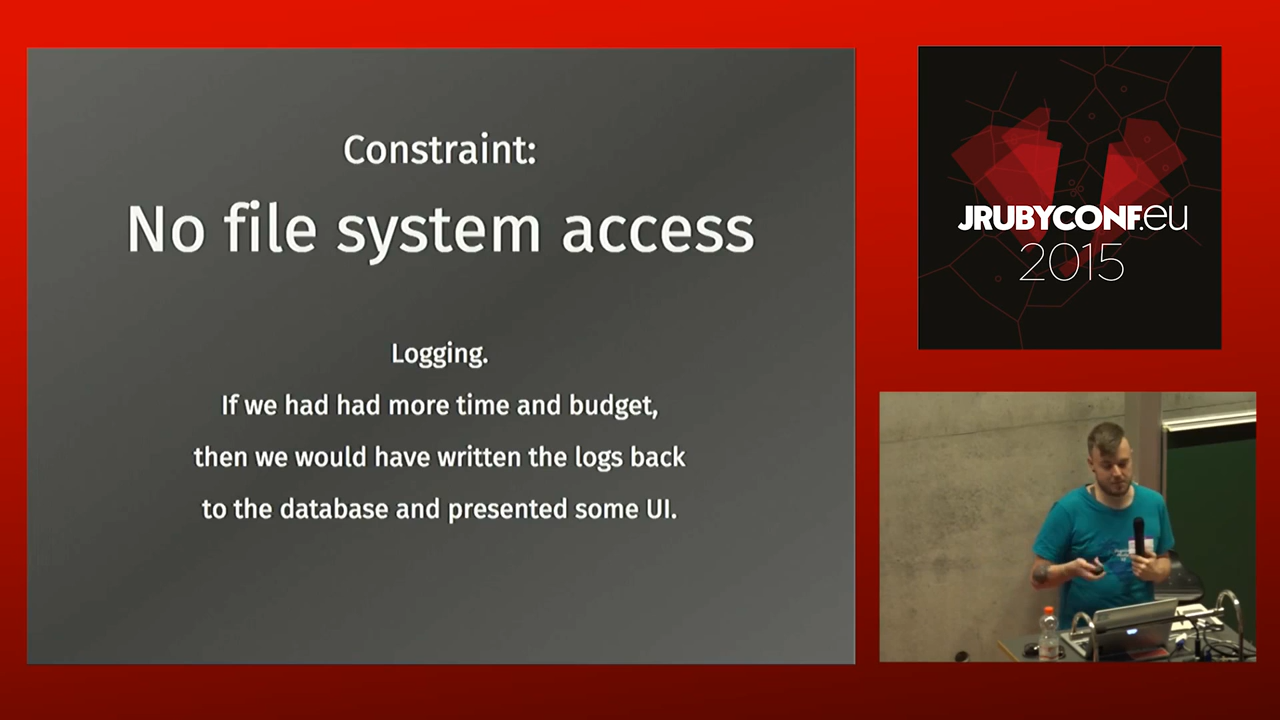 Constraint:
No file system access
Logging.
If we had had more time and budget,
then we would have written the logs back
to the database and presented some UI.
JRUBYCONF.eu
2015